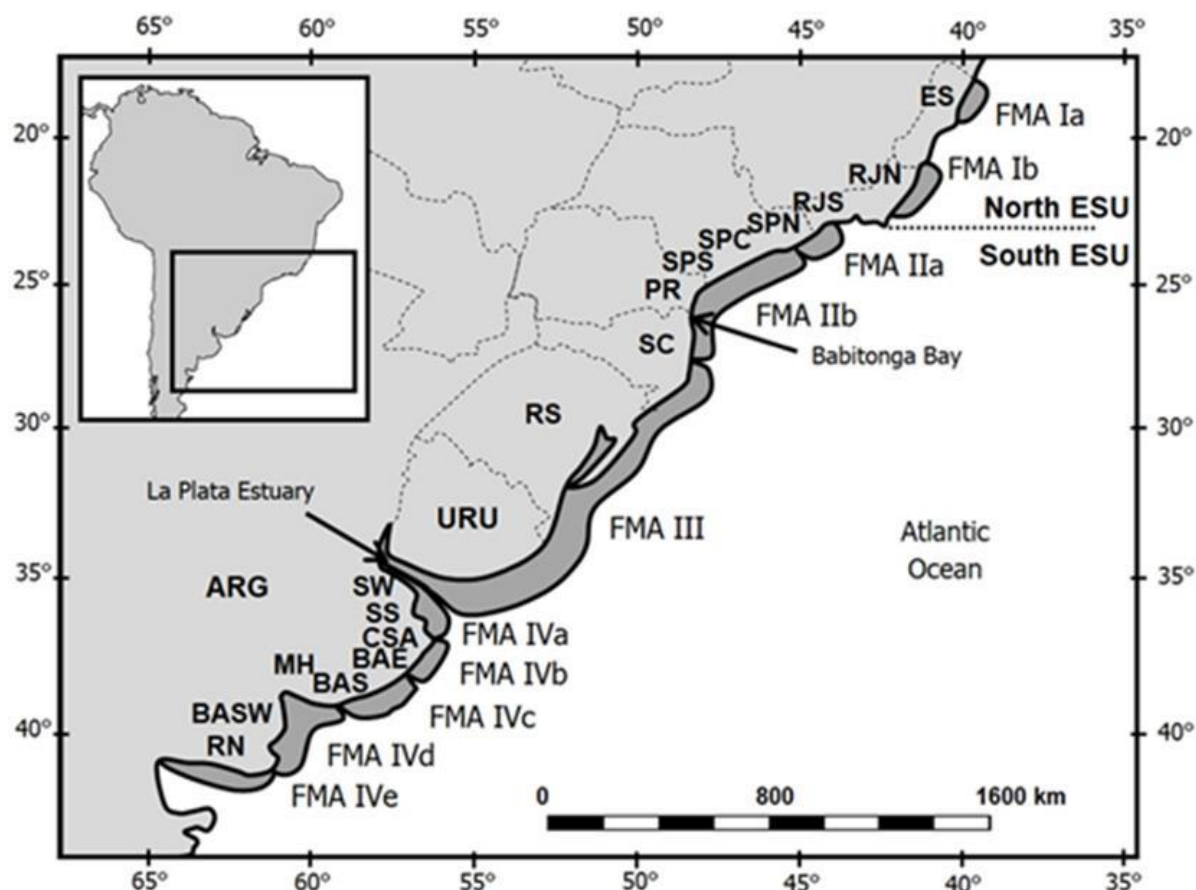 65° 60° 55° 50° 45° 40° 35°
ES
FMA Ia
20° 20°
FMA Ib
RJN
North ESU
RJS
SPN
SPC
South ESU
SPS
FMA IIa
25° 25°
PR
FMA IIb
SC
Babitonga Bay
RS
30° 30°
La Plata Estuary
URU
FMA III
Atlantic
Ocean
35° 35°
ARG
SW
SS
CSA
FMA IVa
MH
BAE
FMA IVb
BAS
BASW
FMA IVc
40° 40°
RN
FMA IVd
FMA IVe
0 800 1600 km
65° 60° 55° 50° 45° 40° 35°